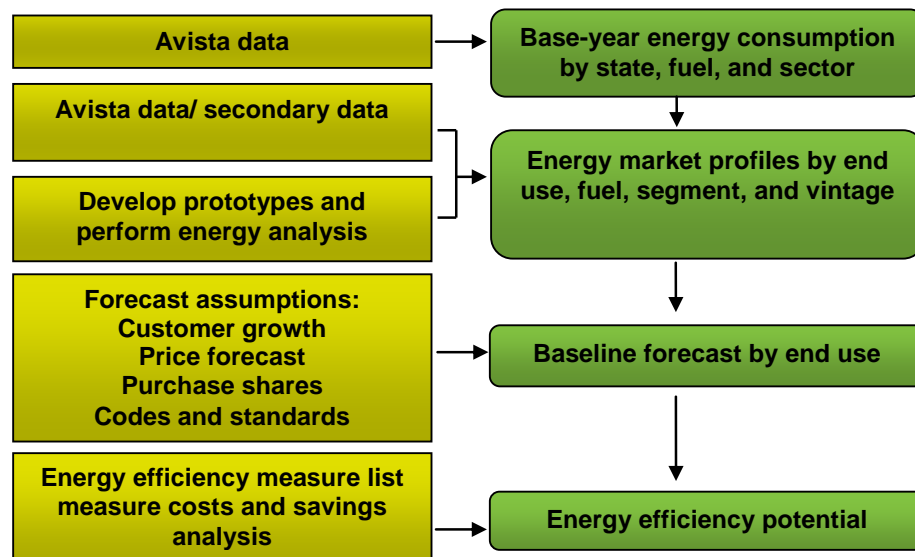 Avista data
Base-year energy consumption
by state, fuel, and sector
Avista data/ secondary data
Energy market profiles by end
use, fuel, segment, and vintage
Develop prototypes and
perform energy analysis
Forecast assumptions:
Customer growth
Price forecast
Purchase shares
Codes and standards
Baseline forecast by end use
Energy efficiency measure list
measure costs and savings
analysis
Energy efficiency potential